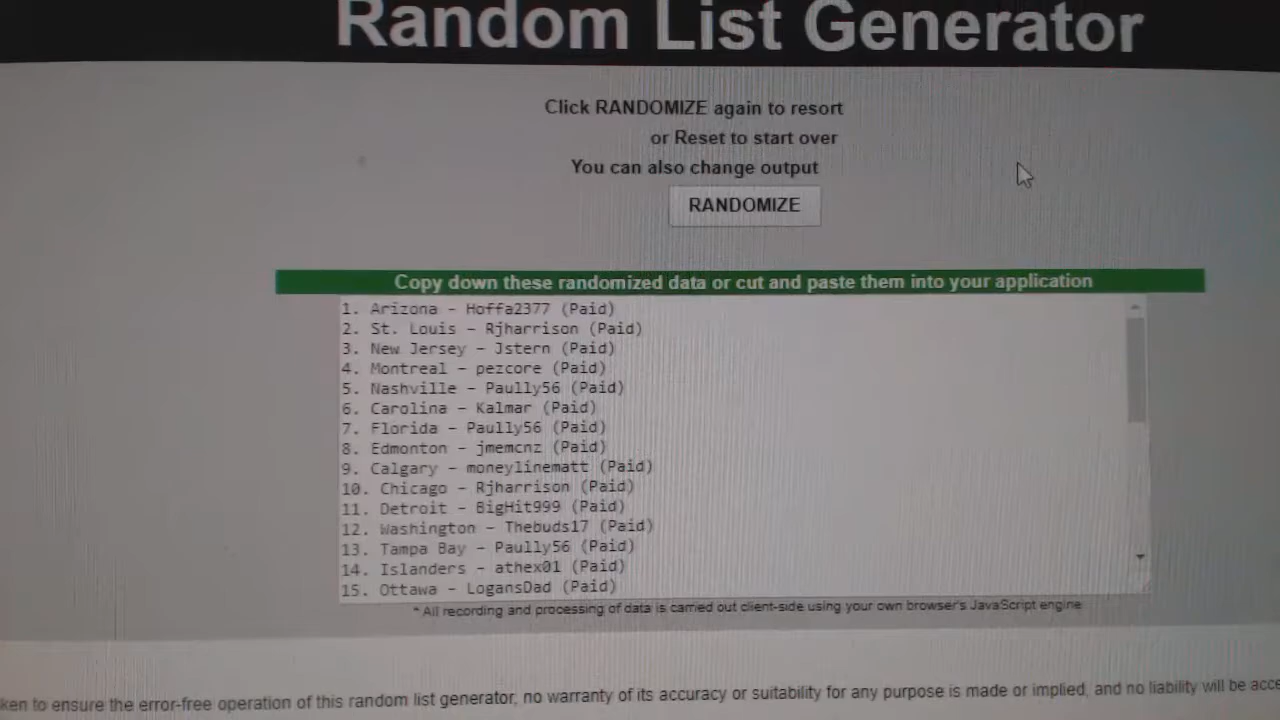 Random List Generator
Click RANDOMIZE again to resort
or Reset to start over
You can also change output
RANDOMIZE
Copy down these randomized data or cut and paste them into your application
1. Arizona - Hoffa2377 (Paid)
2. St. Louis - Rjharrison (Paid)
3. New Jersey - Jstern (Paid)
4. Montreal - pezcore (Paid)
5. Nashville - Paully56 (Paid)
6. Carolina - Kalmar (Paid)
7. Florida - Paully56 (Paid)
8. Edmonton - jmemcnz (Paid)
9. Calgary - moneylinematt (Paid)
10. Chicago - Rjharrison (Paid)
11. Detroit - BigHit999 (Paid)
12. Washington - Thebuds17 (Paid)
13. Tampa Bay - Paully56 (Paid)
14. Islanders - athex01 (Paid)
15. Ottawa - LogansDad (Paid)
* All recording and processing of data is carried out client-side using your own browser's JavaScript engine
to ensure the error-free operation of this random list generator, no warranty of its accuracy or suitability for any purpose is made or implied, and no liability will be